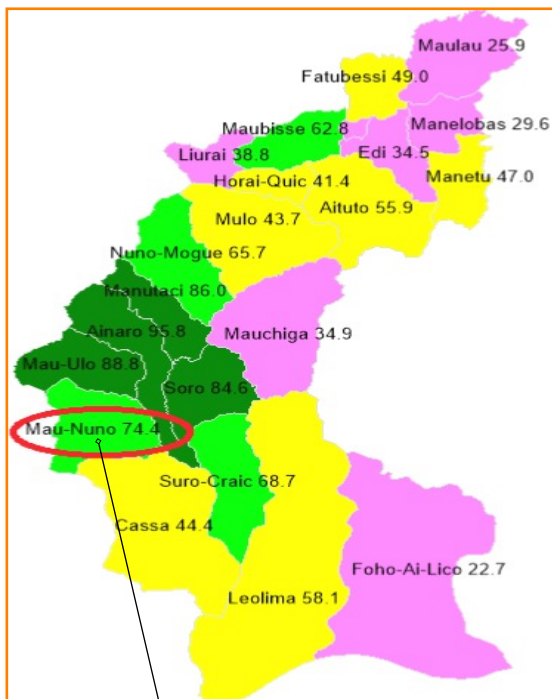 Maulau 25.9
Fatubessi 49.0
Maubisse 62.8
Manelobas 29.6
Liurai 38.8
Edi 34.5
Horai-Quic 41.4
Manetu 47.0
Aituto 55.9
Mulo 43.7
Nuno-Mogue 65.7
Manutaci 86.0
Ainaro 95.8
Mauchiga 34.9
Mau-Ulo 88.8
Soro 84.6
Mau-Nuno 74.4
Suro-Craic 68.7
Cassa 44.4
Foho-Ai-Lico 22.7
Leolima 58.1